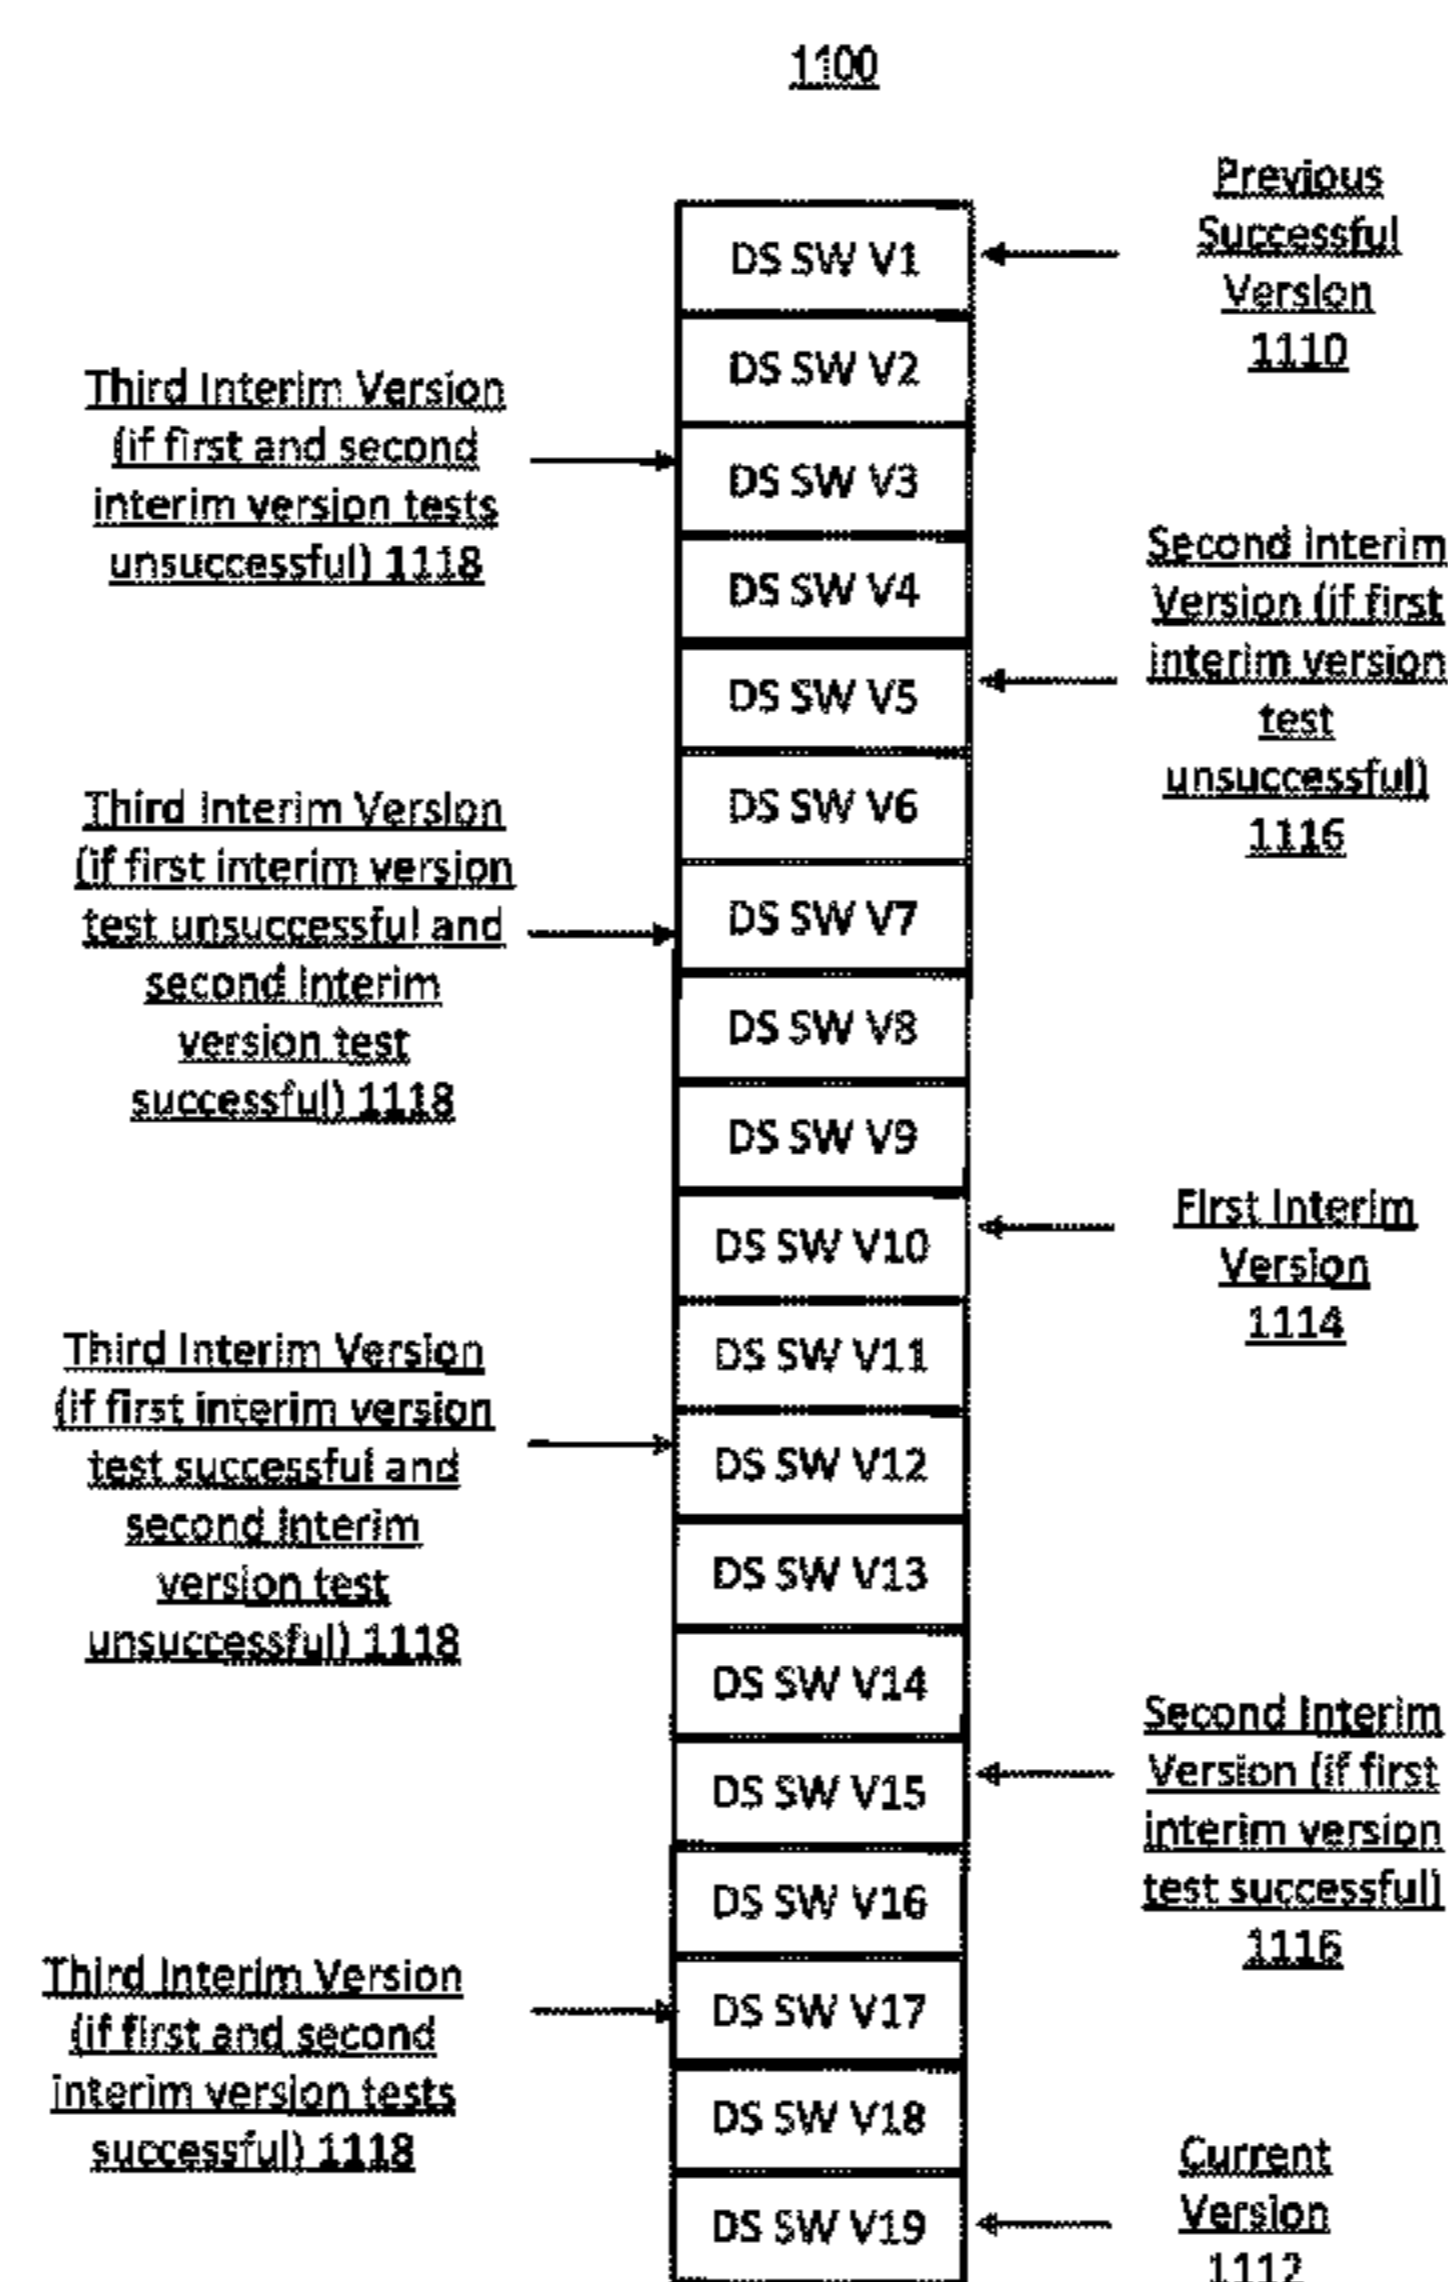 1100
Previous
Successful
Version
1110
DS SW V1
DS SW V2
Third Interim Version
(if first and second
interim version tests
unsuccessful) 1118
DS SW V3
DS SW V4
Second Interim
Version (if first
interim version
test
unsuccessful)
1116
DS SW V5
DS SW V6
Third Interim Version
(if first interim version
test unsuccessful and
second interim
version test
successful) 1118
DS SW V7
DS SW V8
DS SW V9
First Interim
Version
1114
DS SW V10
DS SW V11
Third Interim Version
(if first interim version
test successful and
second interim
version test
unsuccessful) 1118
DS SW V12
DS SW V13
DS SW V14
Second Interim
Version (if first
interim version
test successful)
1116
DS SW V15
DS SW V16
Third Interim Version
(if first and second
interim version tests
successful) 1118
DS SW V17
DS SW V18
Current
Version
1112
DS SW V19